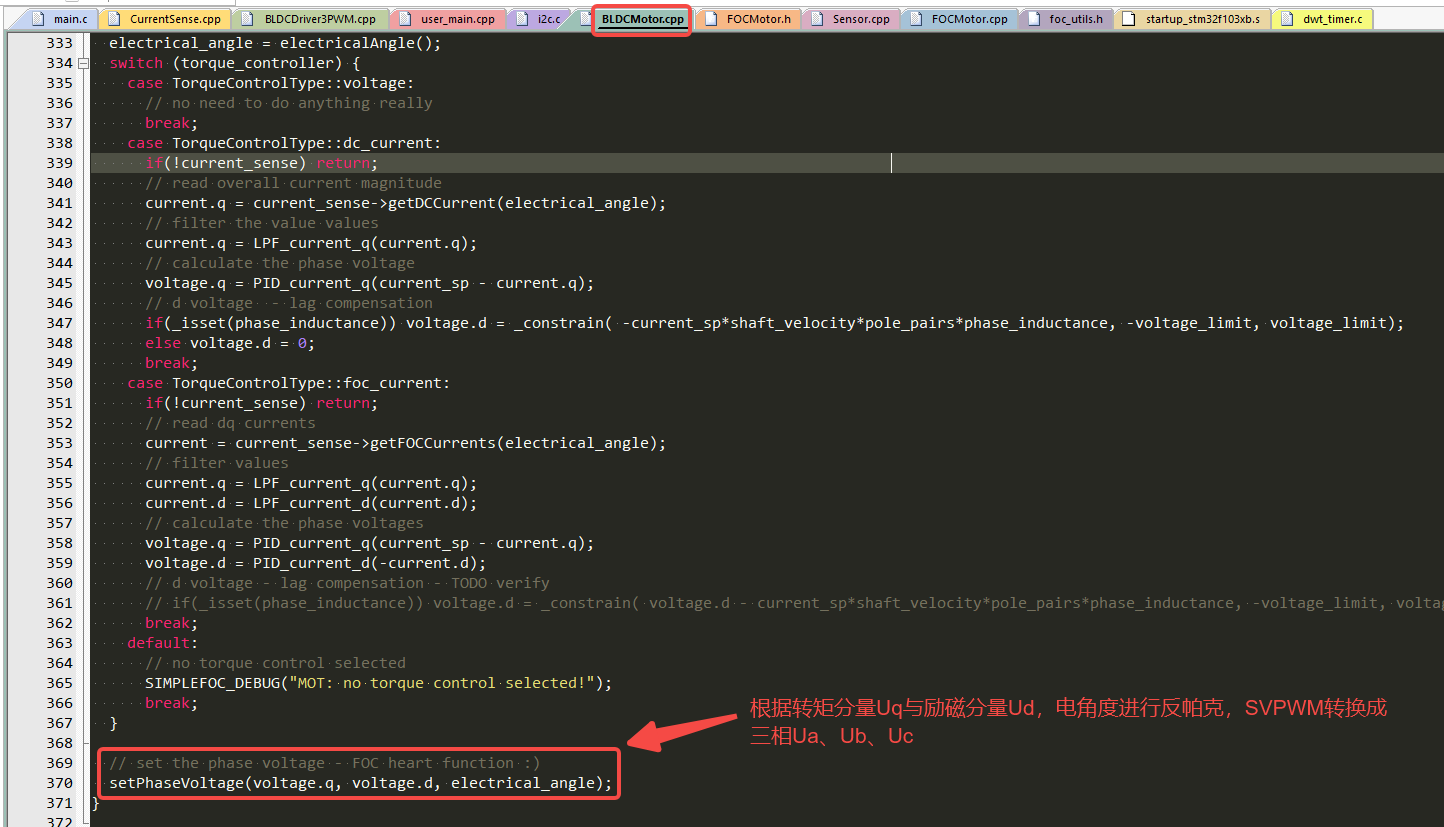 main.c CurrentSense.cpp BLDCDriver3PWM.cpp user_main.cpp i2c.c BLDCMotor.cpp FOCMotor.h Sensor.cpp FOCMotor.cpp foc_utils.h startup_stm32f103xb.s dwt_timer.c
333 electrical_angle = electricalAngle();
334 switch (torque_controller) {
335 case TorqueControlType::voltage:
336 // no need to do anything really
337 break;
338 case TorqueControlType::dc_current:
339 if(!current_sense) return;
340 // read overall current magnitude
341 current.q = current_sense->getDCCurrent(electrical_angle);
342 // filter the value values
343 current.q = LPF_current_q(current.q);
344 // calculate the phase voltage
345 voltage.q = PID_current_q(current_sp - current.q);
346 // d voltage - lag compensation
347 if(_isset(phase_inductance)) voltage.d = _constrain( -current_sp*shaft_velocity*pole_pairs*phase_inductance, -voltage_limit, voltage_limit);
348 else voltage.d = 0;
349 break;
350 case TorqueControlType::foc_current:
351 if(!current_sense) return;
352 // read dq currents
353 current = current_sense->getFOCCurrents(electrical_angle);
354 // filter values
355 current.q = LPF_current_q(current.q);
356 current.d = LPF_current_d(current.d);
357 // calculate the phase voltages
358 voltage.q = PID_current_q(current_sp - current.q);
359 voltage.d = PID_current_d(-current.d);
360 // d voltage - lag compensation - TODO verify
361 // if(_isset(phase_inductance)) voltage.d = _constrain( voltage.d - current_sp*shaft_velocity*pole_pairs*phase_inductance, -voltage_limit, volta
362 break;
363 default:
364 // no torque control selected
365 SIMPLEFOC_DEBUG("MOT: no torque control selected!");
366 break;
367 }
368
369 // set the phase voltage - FOC heart function :)
370 setPhaseVoltage(voltage.q, voltage.d, electrical_angle);
371 }
372
根据转矩分量Uq与励磁分量Ud，电角度进行反帕克，SVPWM转换成
三相Ua、Ub、Uc